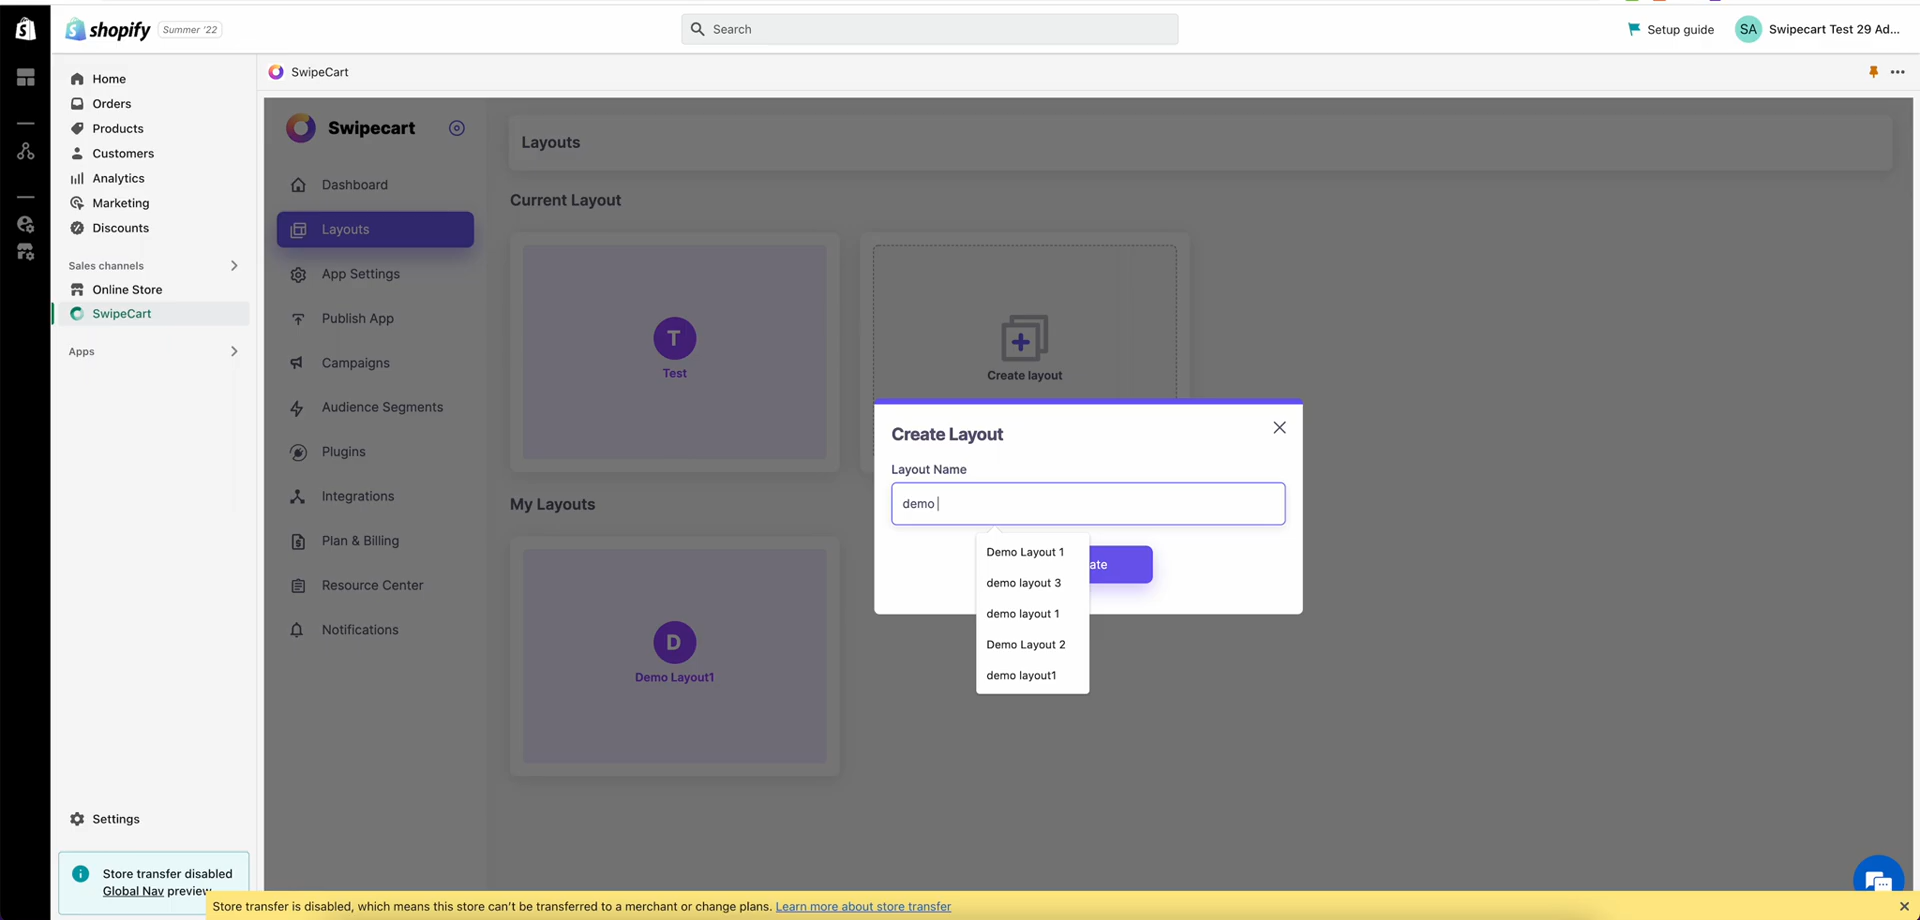 shopify
Summer '22
Search
Setup guide
SA
Swipecart Test 29 Ad...
Home
Orders
Products
Customers
Analytics
Marketing
Discounts
Sales channels
Online Store
SwipeCart
Apps
Settings
Store transfer disabled
Global Nav preview
SwipeCart
Swipecart
Dashboard
Layouts
App Settings
Publish App
Campaigns
Audience Segments
Plugins
Integrations
Plan & Billing
Resource Center
Notifications
Layouts
Current Layout
T
Test
Create layout
My Layouts
D
Demo Layout1
Create Layout
Layout Name
demo
ate
Demo Layout 1
demo layout 3
demo layout 1
Demo Layout 2
demo layout1
Store transfer is disabled, which means this store can't be transferred to a merchant or change plans. Learn more about store transfer